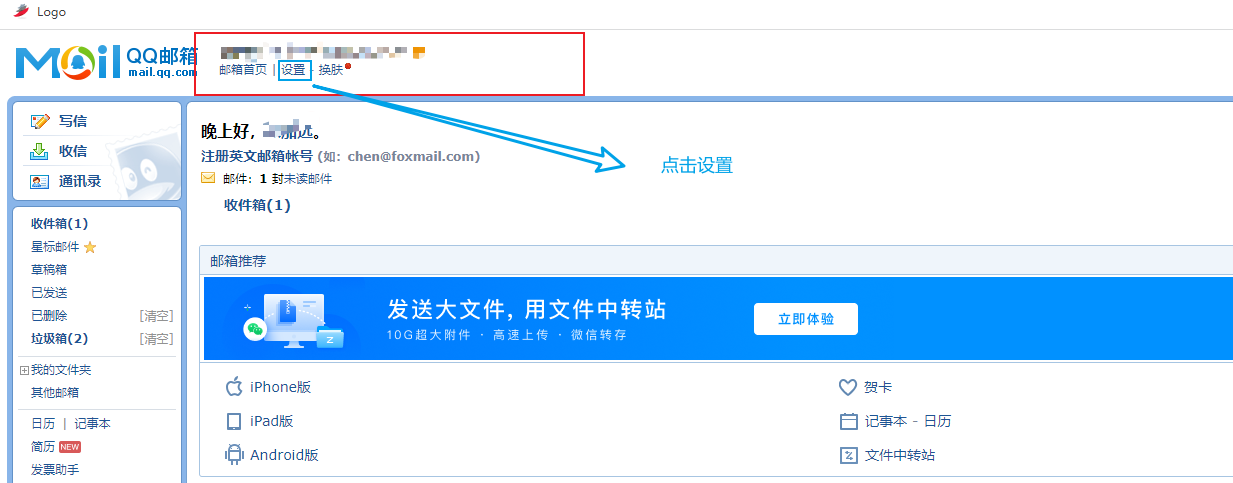 Logo
Mail QQ邮箱
mail.qq.com
邮箱首页 | 设置 - 换肤
写信
收信
通讯录
收件箱(1)
星标邮件
草稿箱
已发送
已删除 [清空]
垃圾箱(2) [清空]
我的文件夹
其他邮箱
日历 | 记事本
简历 NEW
发票助手
晚上好,
注册英文邮箱帐号 (如: chen@foxmail.com)
邮件: 1 封未读邮件
收件箱(1)
点击设置
邮箱推荐
发送大文件, 用文件中转站
10G超大附件 · 高速上传 · 微信转存
立即体验
iPhone版
贺卡
iPad版
记事本 - 日历
Android版
文件中转站